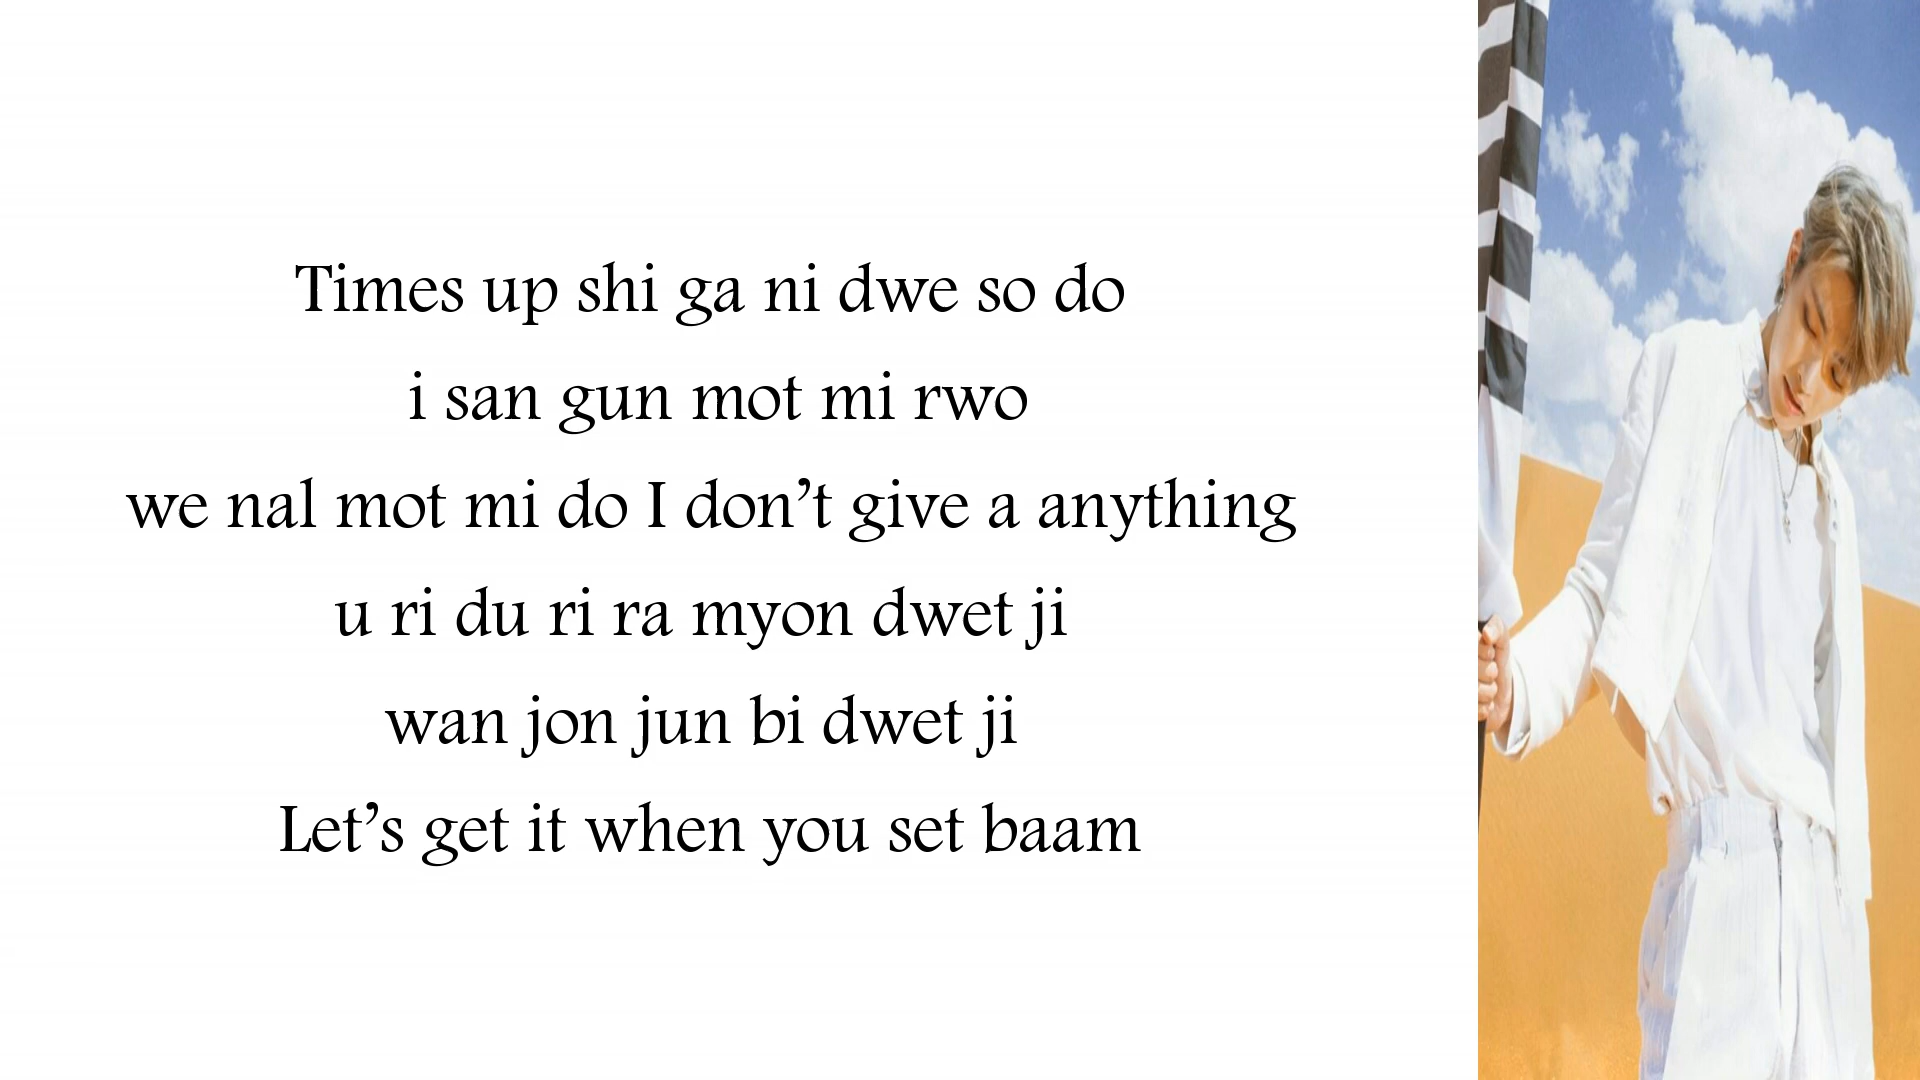 Times up shi ga ni dwe so do
i san gun mot mi rwo
we nal mot mi do I don’t give a anything
u ri du ri ra myon dwet ji
wan jon jun bi dwet ji
Let’s get it when you set baam